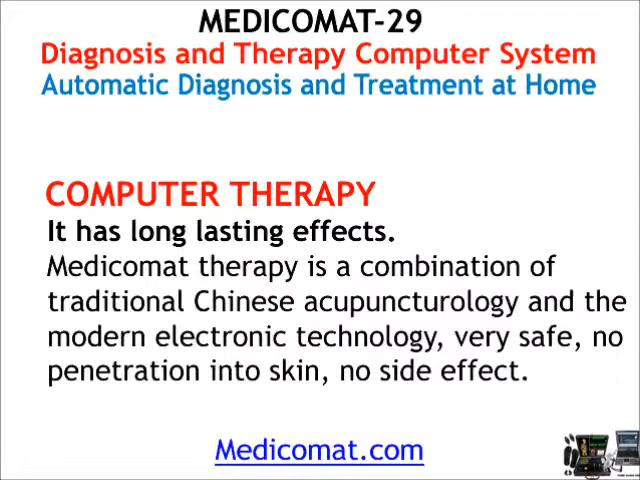 MEDICOMAT-29
Diagnosis and Therapy Computer System
Automatic Diagnosis and Treatment at Home
COMPUTER THERAPY
It has long lasting effects.
Medicomat therapy is a combination of
traditional Chinese acupuncturology and the
modern electronic technology, very safe, no
penetration into skin, no side effect.
Medicomat.com